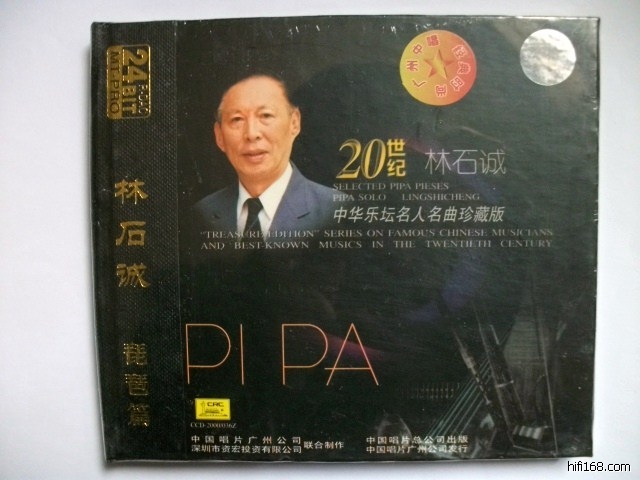 24BIT
林石诚 琵琶篇
20世纪 林石诚
SELECTED PIPA PIESES
PIPA SOLO LINGSHICHENG
中华乐坛名人名曲珍藏版
"TREASURE EDITION" SERIES ON FAMOUS CHINESE MUSICIANS
AND BEST-KNOWN MUSICS IN THE TWENTIETH CENTURY
PI PA
CRC
CCD-20001036Z
中国唱片广州公司
深圳市资宏投资有限公司
联合制作
中国唱片总公司出版
中国唱片广州公司发行
hifi168.com